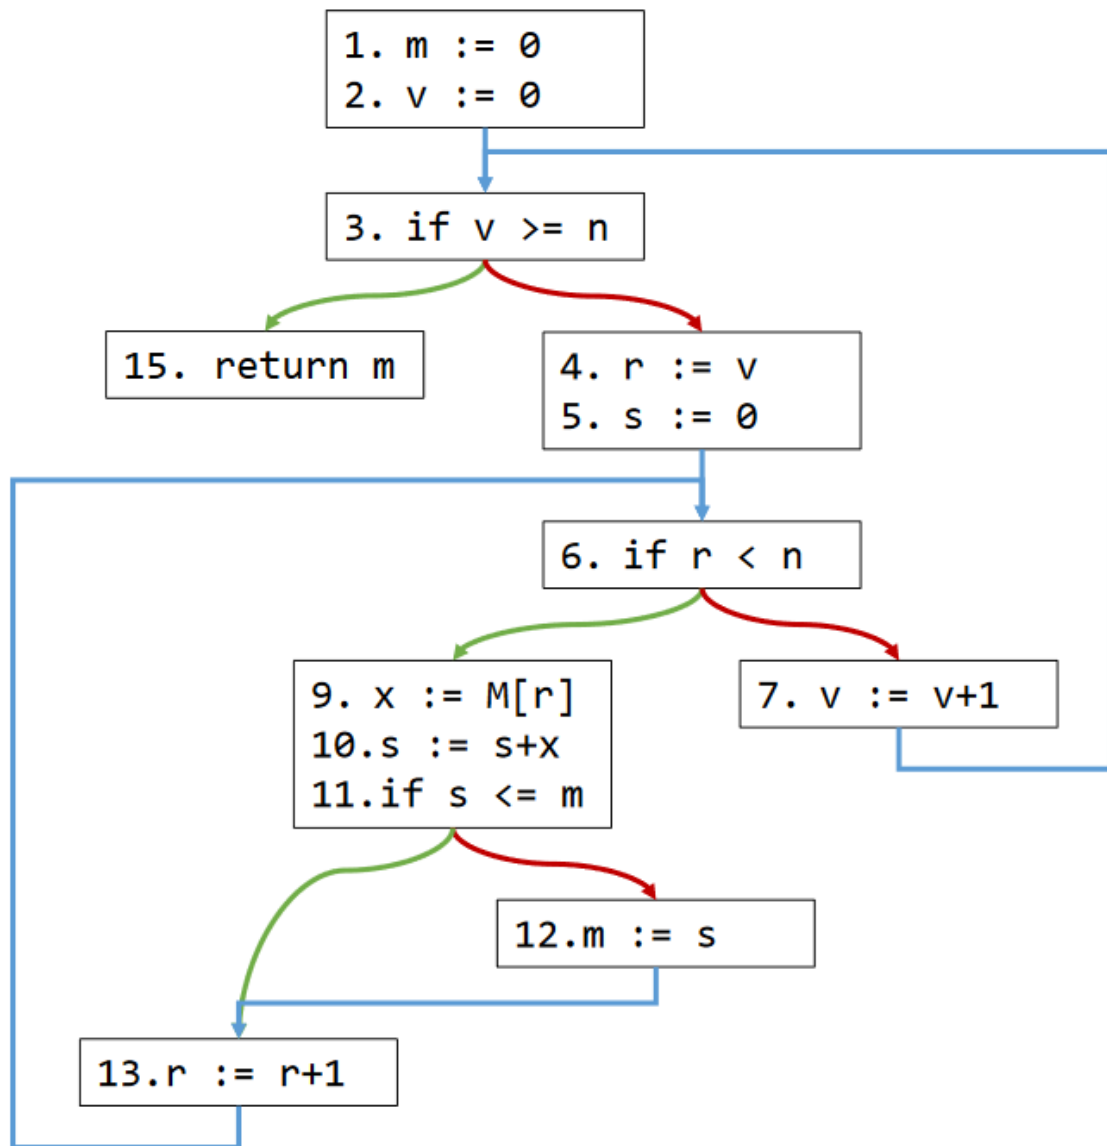 1. m := 0
2. v := 0
3. if v >= n
15. return m
4. r := v
5. s := 0
6. if r < n
9. x := M[r]
10.s := s+x
11.if s <= m
7. v := v+1
12.m := s
13.r := r+1